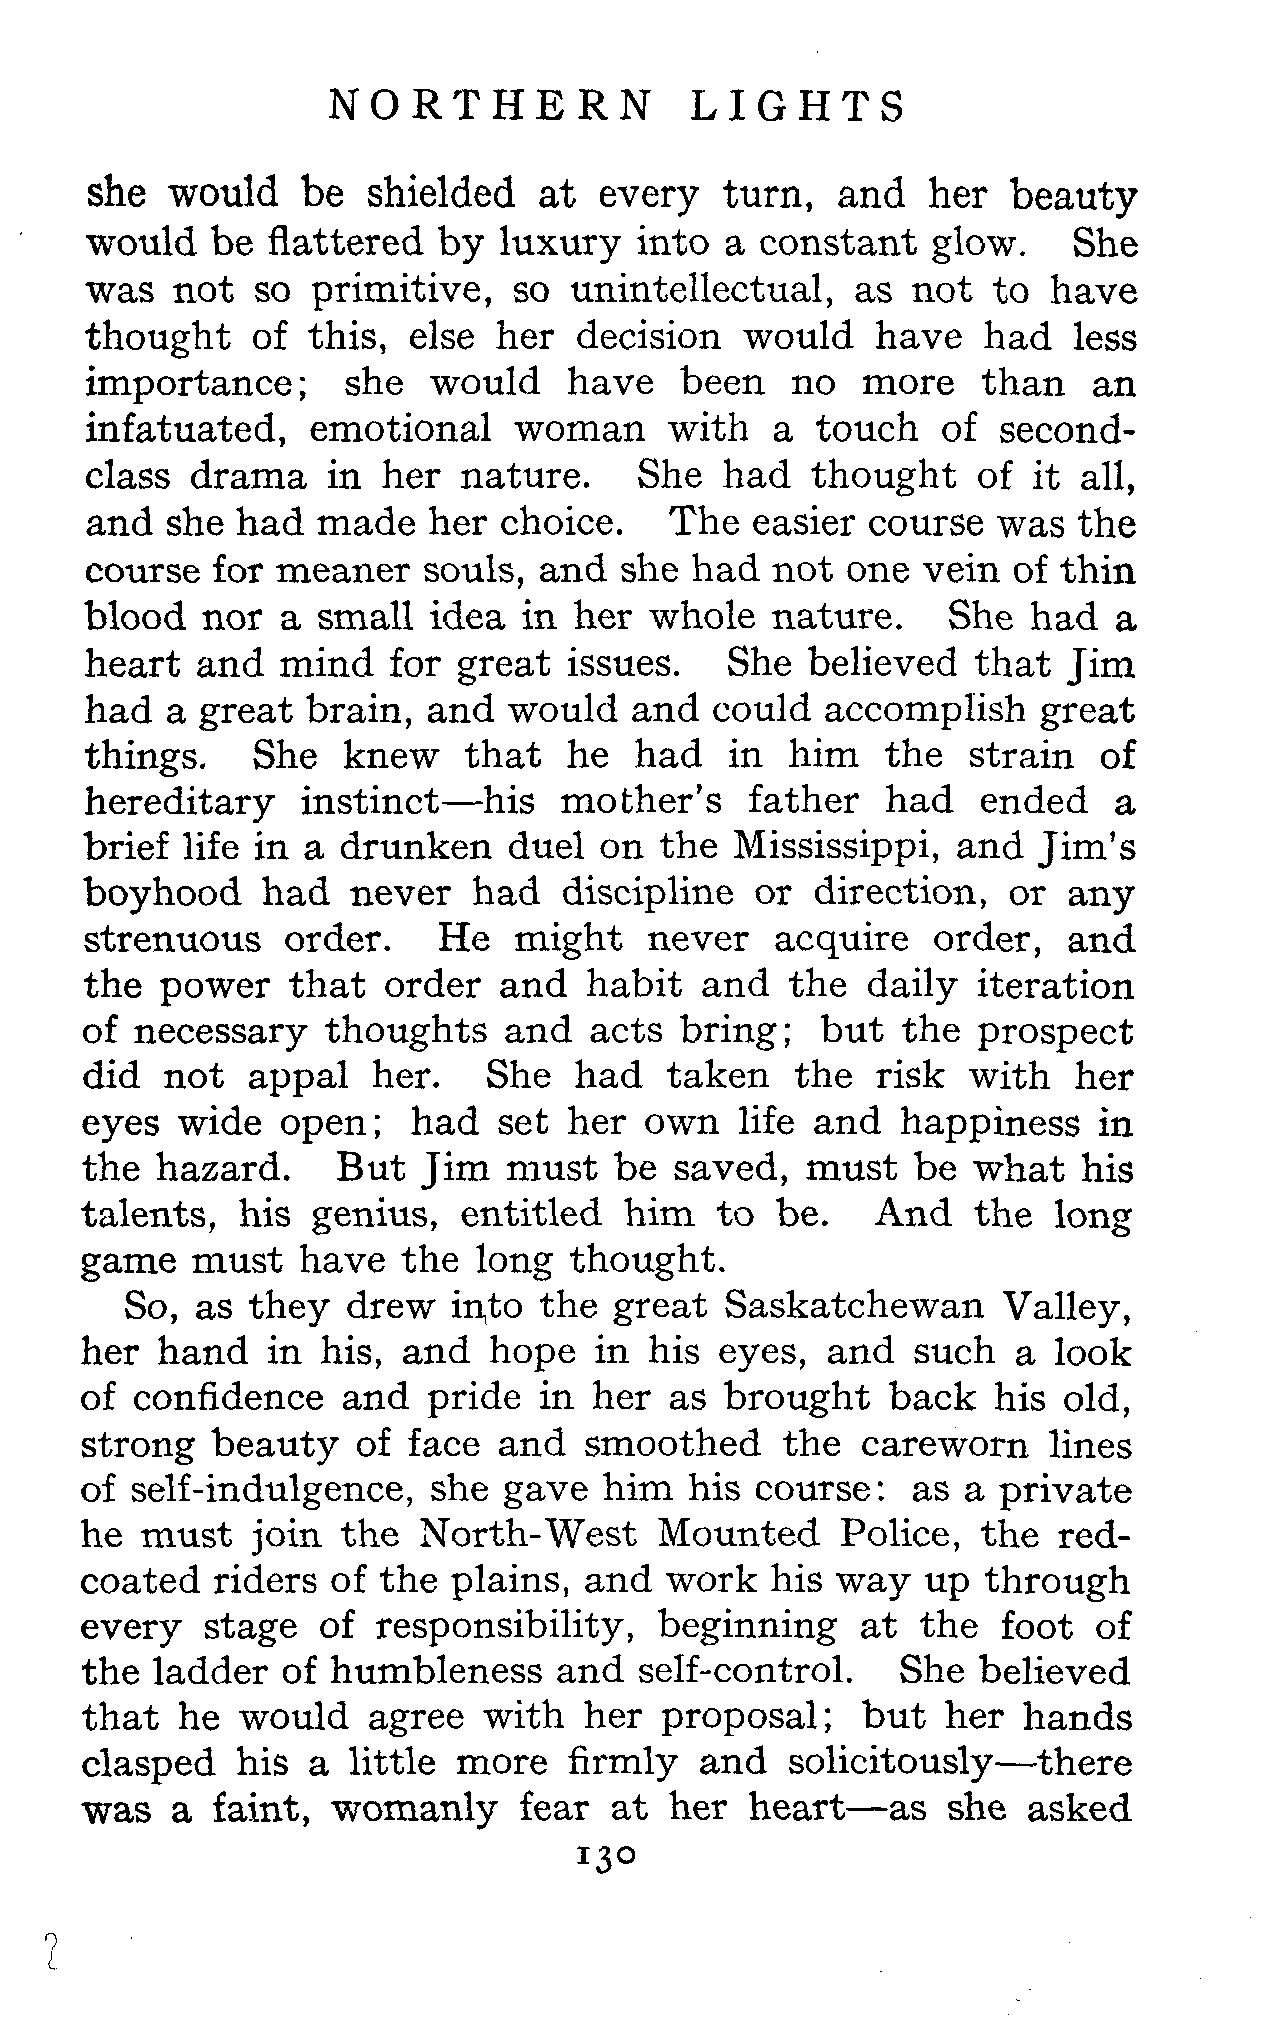 NORTHERN LIGHTS
she would be shielded at every turn, and her beauty
would be flattered by luxury into a constant glow. She
was not so primitive, so unintellectual, as not to have
thought of this, else her decision would have had less
importance; she would have been no more than an
infatuated, emotional woman with a touch of second-
class drama in her nature. She had thought of it all,
and she had made her choice. The easier course was the
course for meaner souls, and she had not one vein of thin
blood nor a small idea in her whole nature. She had a
heart and mind for great issues. She believed that Jim
had a great brain, and would and could accomplish great
things. She knew that he had in him the strain of
hereditary instinct—his mother's father had ended a
brief life in a drunken duel on the Mississippi, and Jim's
boyhood had never had discipline or direction, or any
strenuous order. He might never acquire order, and
the power that order and habit and the daily iteration
of necessary thoughts and acts bring; but the prospect
did not appal her. She had taken the risk with her
eyes wide open; had set her own life and happiness in
the hazard. But Jim must be saved, must be what his
talents, his genius, entitled him to be. And the long
game must have the long thought.
So, as they drew into the great Saskatchewan Valley,
her hand in his, and hope in his eyes, and such a look
of confidence and pride in her as brought back his old,
strong beauty of face and smoothed the careworn lines
of self-indulgence, she gave him his course: as a private
he must join the North-West Mounted Police, the red-
coated riders of the plains, and work his way up through
every stage of responsibility, beginning at the foot of
the ladder of humbleness and self-control. She believed
that he would agree with her proposal; but her hands
clasped his a little more firmly and solicitously—there
was a faint, womanly fear at her heart—as she asked
130